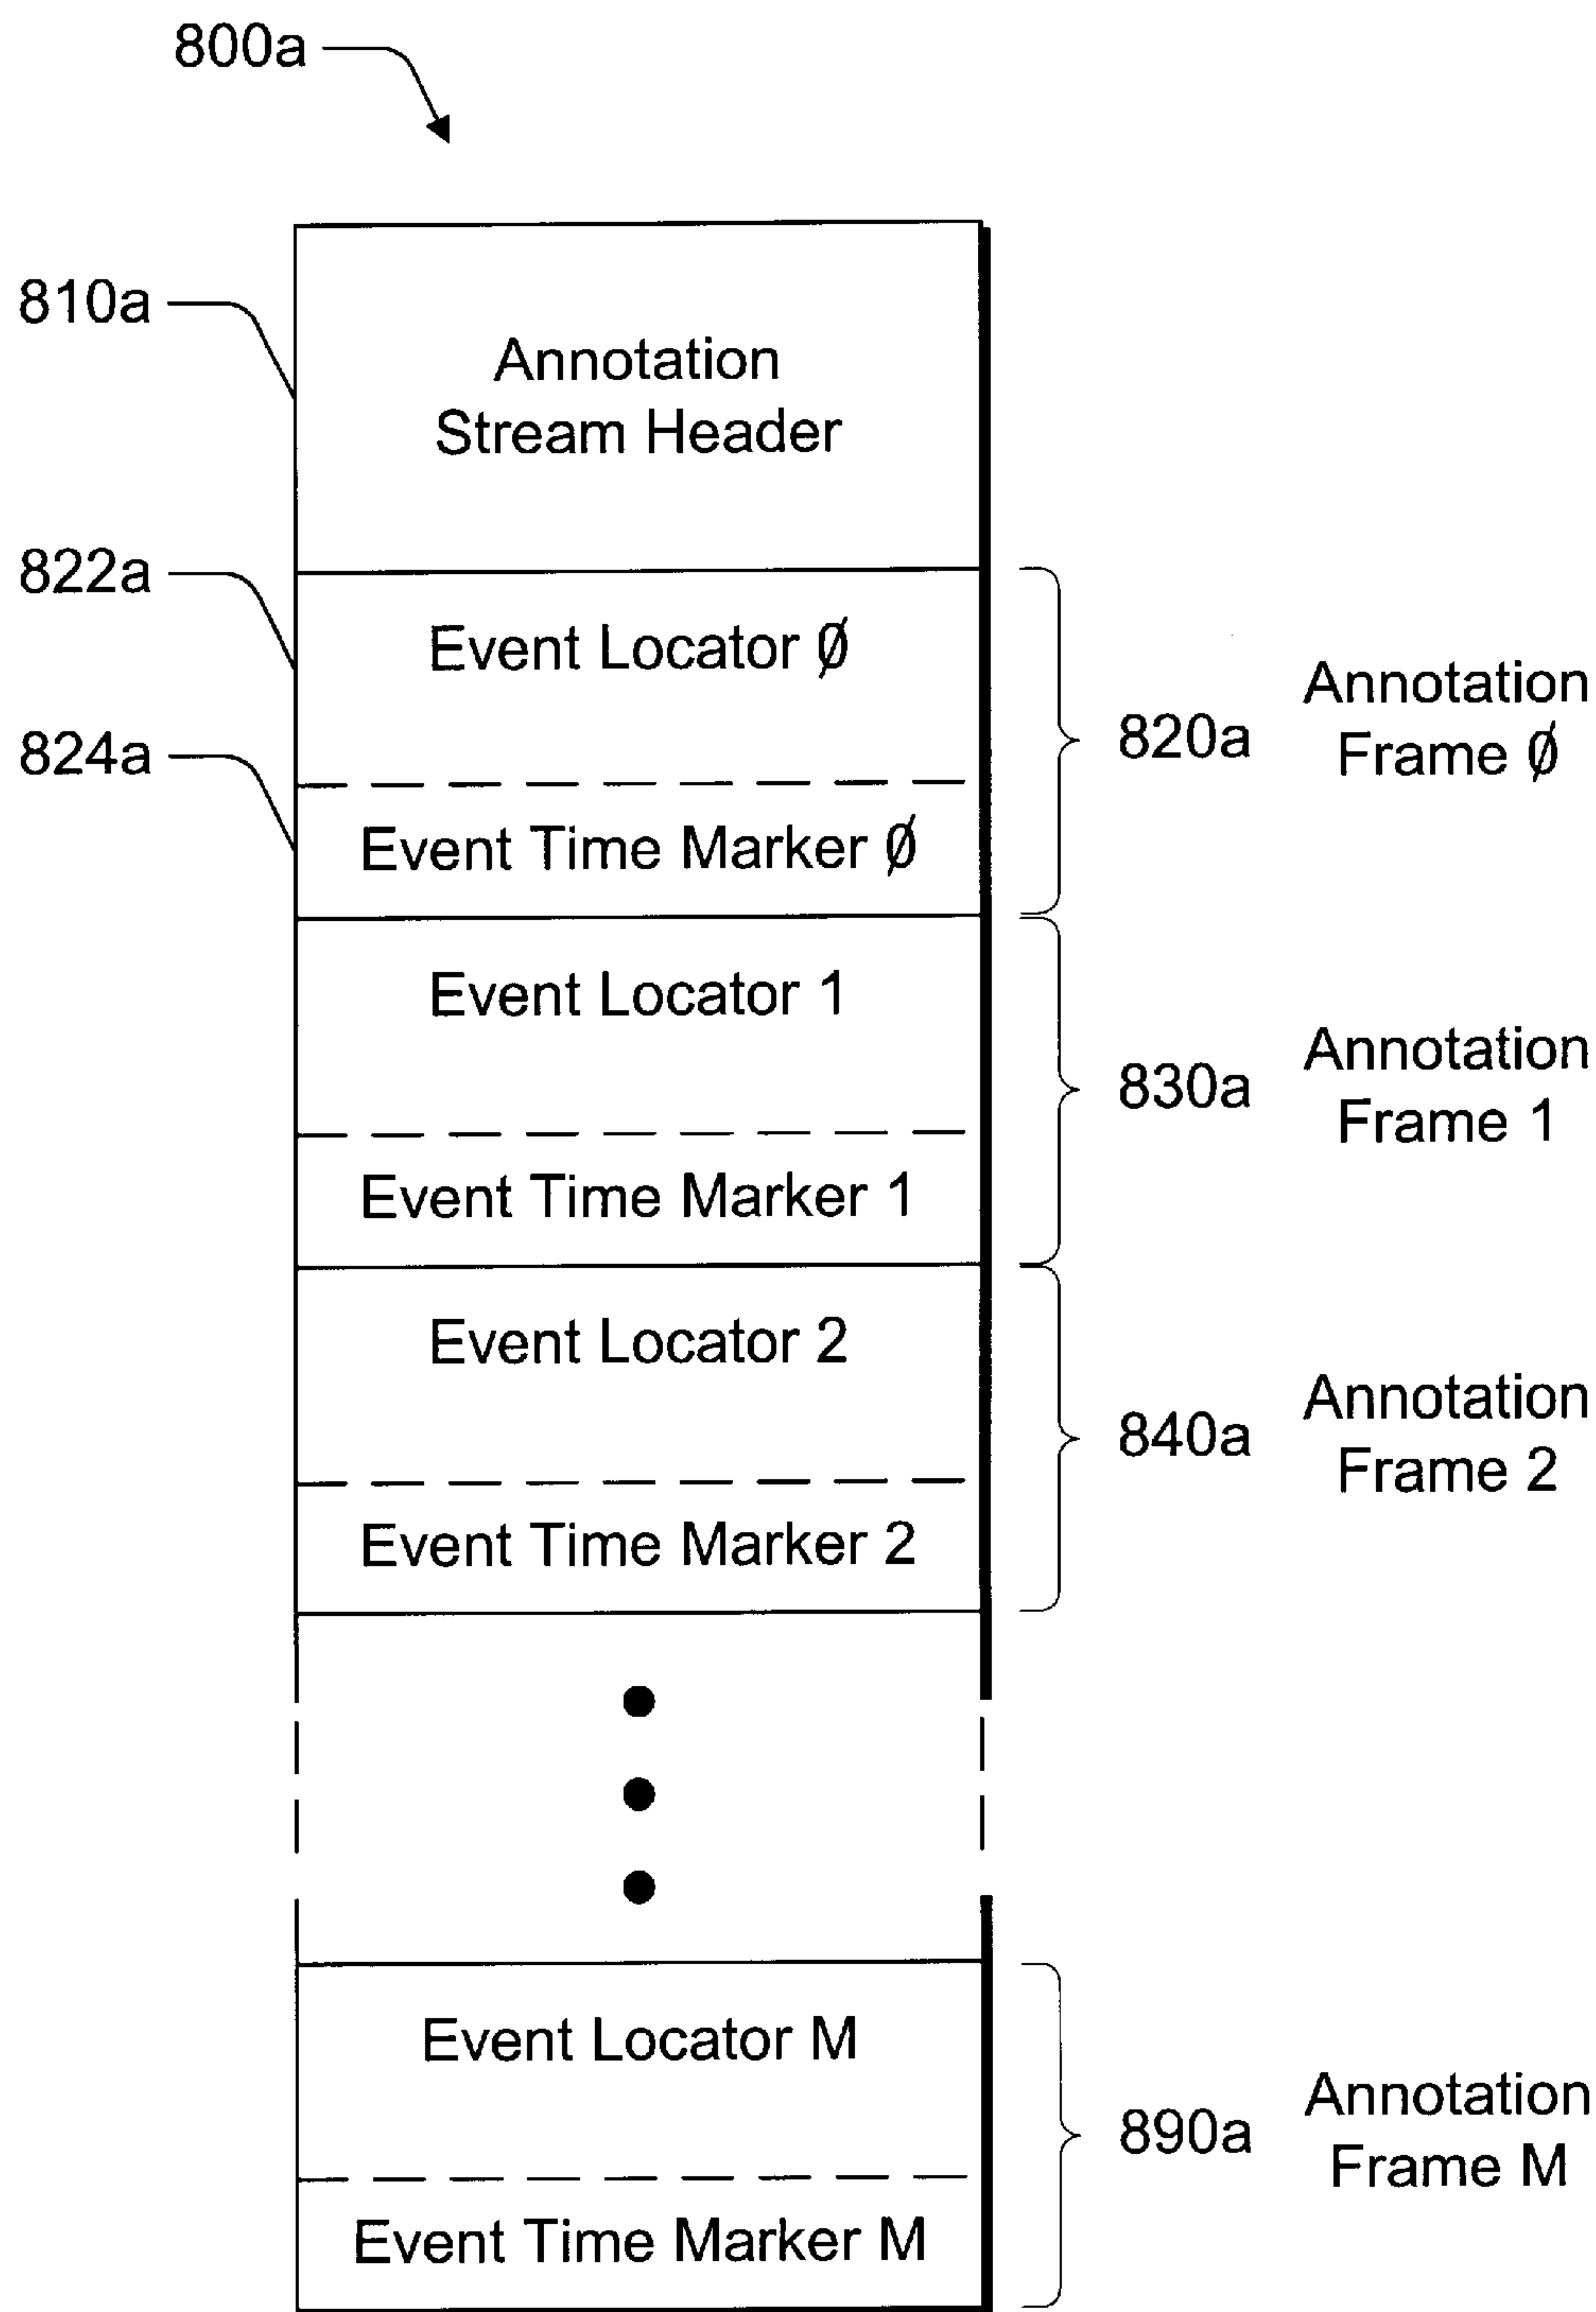 800a
810a
Annotation
Stream Header
822a
Event Locator Ø
824a
Event Time Marker Ø
820a
Annotation
Frame Ø
Event Locator 1
Event Time Marker 1
830a
Annotation
Frame 1
Event Locator 2
Event Time Marker 2
840a
Annotation
Frame 2
Event Locator M
Event Time Marker M
890a
Annotation
Frame M